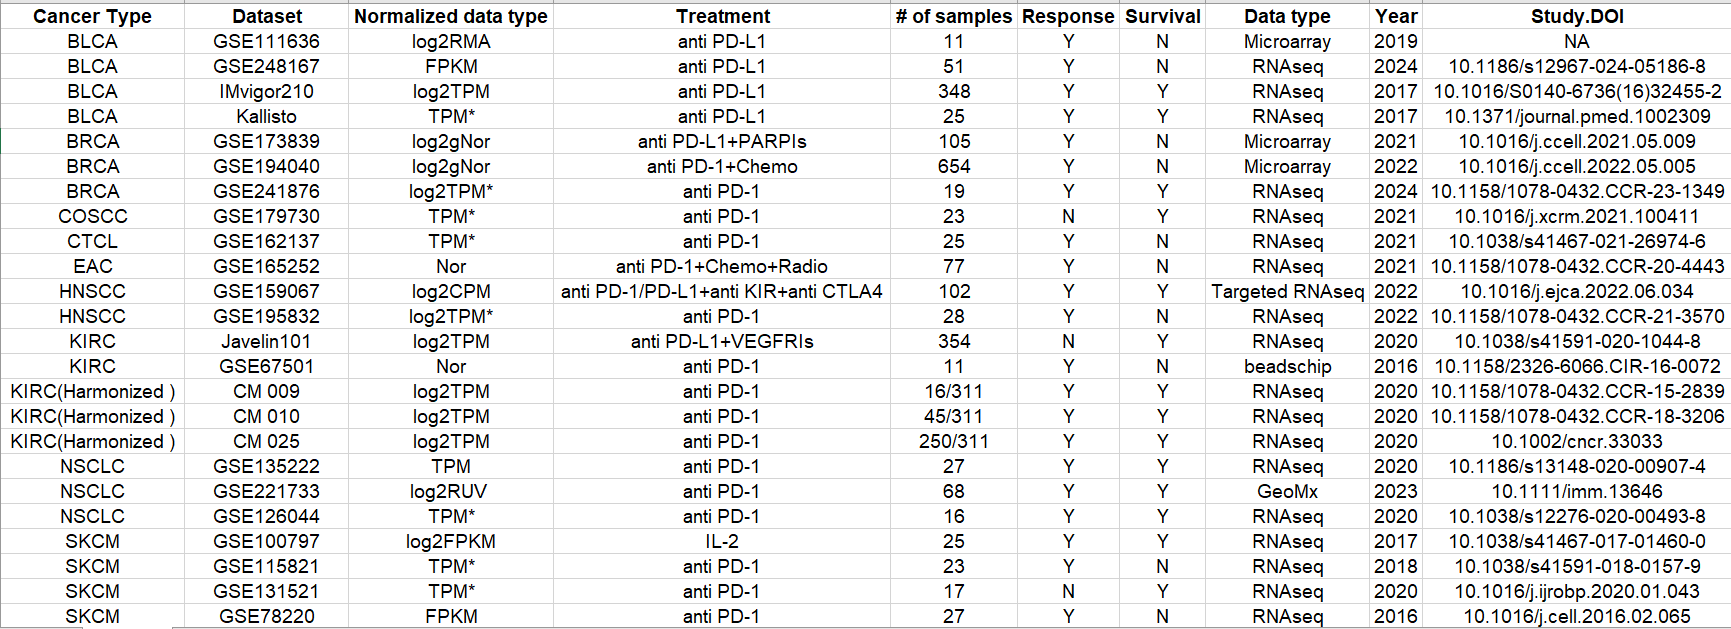 Cancer Type Dataset Normalized data type Treatment # of samples Response Survival Data type Year Study.DOI
BLCA GSE111636 log2RMA anti PD-L1 11 Y N Microarray 2019 NA
BLCA GSE248167 FPKM anti PD-L1 51 Y N RNAseq 2024 10.1186/s12967-024-05186-8
BLCA IMvigor210 log2TPM anti PD-L1 348 Y Y RNAseq 2017 10.1016/S0140-6736(16)32455-2
BLCA Kallisto TPM* anti PD-L1 25 Y Y RNAseq 2017 10.1371/journal.pmed.1002309
BRCA GSE173839 log2gNor anti PD-L1+PARPIs 105 Y N Microarray 2021 10.1016/j.ccell.2021.05.009
BRCA GSE194040 log2gNor anti PD-1+Chemo 654 Y N Microarray 2022 10.1016/j.ccell.2022.05.005
BRCA GSE241876 log2TPM* anti PD-1 19 Y Y RNAseq 2024 10.1158/1078-0432.CCR-23-1349
COSCC GSE179730 TPM* anti PD-1 23 N Y RNAseq 2021 10.1016/j.xcrm.2021.100411
CTCL GSE162137 TPM* anti PD-1 25 Y N RNAseq 2021 10.1038/s41467-021-26974-6
EAC GSE165252 Nor anti PD-1+Chemo+Radio 77 Y N RNAseq 2021 10.1158/1078-0432.CCR-20-4443
HNSCC GSE159067 log2CPM anti PD-1/PD-L1+anti KIR+anti CTLA4 102 Y Y Targeted RNAseq 2022 10.1016/j.ejca.2022.06.034
HNSCC GSE195832 log2TPM* anti PD-1 28 Y Y RNAseq 2022 10.1158/1078-0432.CCR-21-3570
KIRC Javelin101 log2TPM anti PD-L1+VEGFRIs 354 N Y RNAseq 2020 10.1038/s41591-020-1044-8
KIRC GSE67501 Nor anti PD-1 11 Y N beadschip 2016 10.1158/2326-6066.CIR-16-0072
KIRC(Harmonized ) CM 009 log2TPM anti PD-1 16/311 Y Y RNAseq 2020 10.1158/1078-0432.CCR-15-2839
KIRC(Harmonized ) CM 010 log2TPM anti PD-1 45/311 Y Y RNAseq 2020 10.1158/1078-0432.CCR-18-3206
KIRC(Harmonized ) CM 025 log2TPM anti PD-1 250/311 Y Y RNAseq 2020 10.1002/cncr.33033
NSCLC GSE135222 TPM anti PD-1 27 Y Y RNAseq 2020 10.1186/s13148-020-00907-4
NSCLC GSE221733 log2RUV anti PD-1 68 Y Y GeoMx 2023 10.1111/imm.13646
NSCLC GSE126044 TPM* anti PD-1 16 Y Y RNAseq 2020 10.1038/s12276-020-00493-8
SKCM GSE100797 log2FPKM IL-2 25 Y Y RNAseq 2017 10.1038/s41467-017-01460-0
SKCM GSE115821 TPM* anti PD-1 23 Y N RNAseq 2018 10.1038/s41591-018-0157-9
SKCM GSE131521 TPM* anti PD-1 17 N Y RNAseq 2020 10.1016/j.ijrobp.2020.01.043
SKCM GSE78220 FPKM anti PD-1 27 Y N RNAseq 2016 10.1016/j.cell.2016.02.065